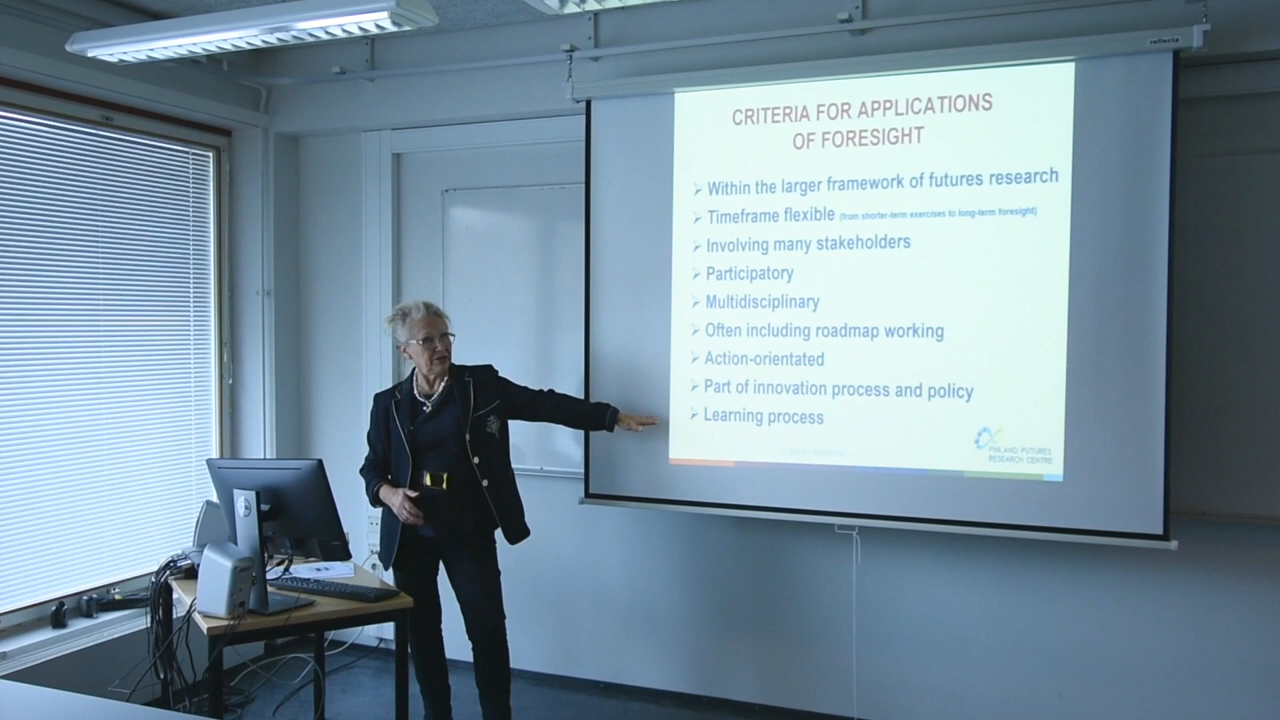 reflecta
CRITERIA FOR APPLICATIONS
OF FORESIGHT
➢ Within the larger framework of futures research
➢ Timeframe flexible (from shorter-term exercises to long-term foresight)
➢ Involving many stakeholders
➢ Participatory
➢ Multidisciplinary
➢ Often including roadmap working
➢ Action-orientated
➢ Part of innovation process and policy
➢ Learning process
FINLAND FUTURES
RESEARCH CENTRE